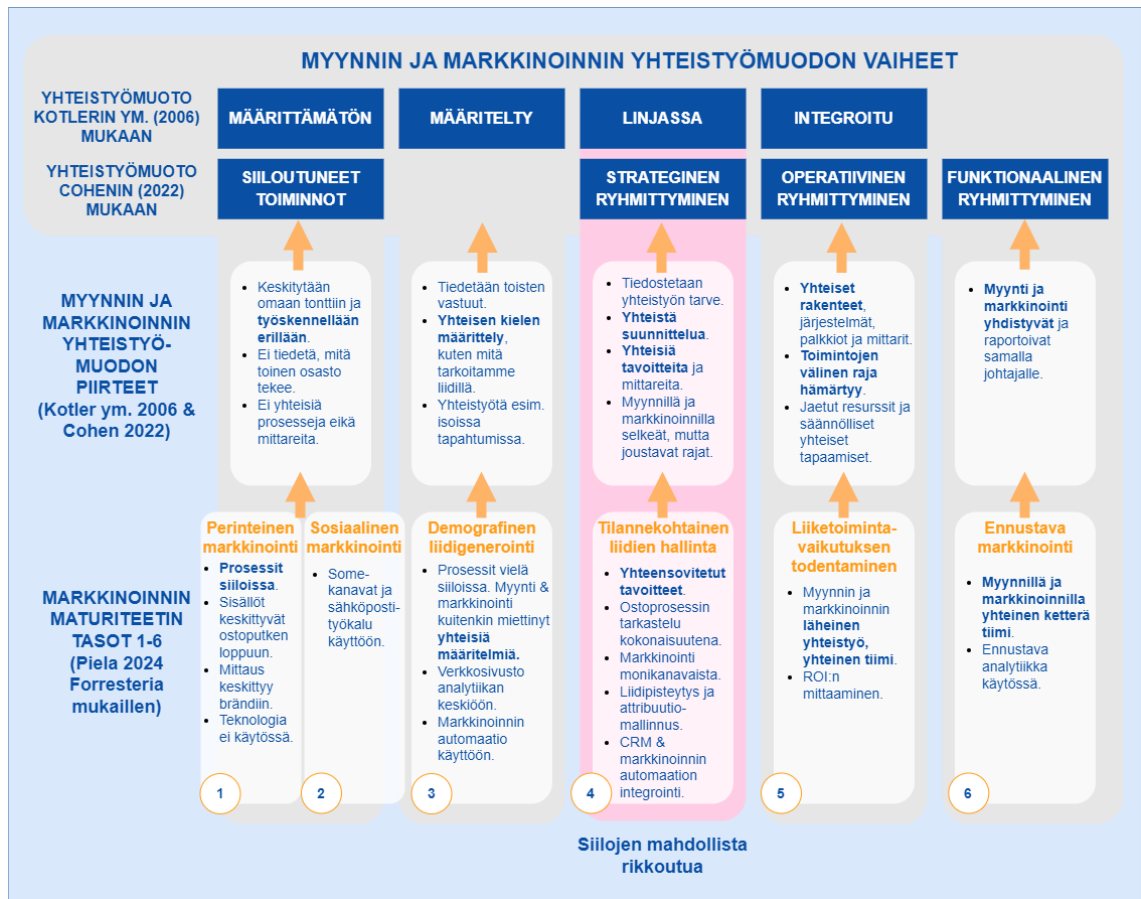 MYYNNIN JA MARKKINOINNIN YHTEISTYÖMUODON VAIHEET
YHTEISTYÖMUOTO
KOTLERIN YM. (2006)
MUKAAN
MÄÄRITTÄMÄTÖN
MÄÄRITELTY
LINJASSA
INTEGROITU
YHTEISTYÖMUOTO
COHENIN (2022)
MUKAAN
SIILOUTUNEET
TOIMINNOT
STRATEGINEN
RYHMITTYMINEN
OPERATIIVINEN
RYHMITTYMINEN
FUNKTIONAALINEN
RYHMITTYMINEN
MYYNNIN JA
MARKKINOINNIN
YHTEISTYÖ-
MUODON
PIIRTEET
(Kotler ym. 2006 &
Cohen 2022)
• Keskitytään
omaan tonttiin ja
työskennellään
erillään.
• Ei tiedetä, mitä
toinen osasto
tekee.
• Ei yhteisiä
prosesseja eikä
mittareita.
• Tiedetään toisten
vastuut.
• Yhteisen kielen
määrittely,
kuten mitä
tarkoitamme
liidillä.
• Yhteistyötä esim.
isoissa
tapahtumissa.
• Tiedostetaan
yhteistyön tarve.
• Yhteistä
suunnittelua.
• Yhteisiä
tavoitteita ja
mittareita.
• Myynnillä ja
markkinoinnilla
selkeät, mutta
joustavat rajat.
• Yhteiset
rakenteet,
järjestelmät,
palkkiot ja mittarit.
• Toimintojen
välinen raja
hämärtyy.
• Jaetut resurssit ja
säännölliset
yhteiset
tapaamiset.
• Myynti ja
markkinointi
yhdistyvät ja
raportoivat
samalla
johtajalle.
MARKKINOINNIN
MATURITEETIN
TASOT 1-6
(Piela 2024
Forresteria
mukaillen)
Perinteinen
markkinointi
• Prosessit
siiloissa.
• Sisällöt
keskittyvät
ostoputken
loppuun.
• Mittaus
keskittyy
brändiin.
• Teknologia
ei käytössä.
1
Sosiaalinen
markkinointi
• Some-
kanavat ja
sähköposti-
työkalu
käyttöön.
2
Demografinen
liidigenerointi
• Prosessit vielä
siiloissa. Myynti &
markkinointi
kuitenkin miettinyt
yhteisiä
määritelmiä.
• Verkkosivusto
analytiikan
keskiöön.
• Markkinoinnin
automaatio
käyttöön.
3
Tilannekohtainen
liidien hallinta
• Yhteensovitetut
tavoitteet.
• Ostoprosessin
tarkastelu
kokonaisuutena.
• Markkinointi
monikanavaista.
• Liidipisteytys ja
attribuutio-
mallinnus.
• CRM &
markkinoinnin
automaation
integrointi.
4
Liiketoiminta-
vaikutuksen
todentaminen
• Myynnin ja
markkinoinnin
läheinen
yhteistyö,
yhteinen tiimi.
• ROI:n
mittaaminen.
5
Ennustava
markkinointi
• Myynnillä ja
markkinoinnilla
yhteinen ketterä
tiimi.
• Ennustava
analytiikka
käytössä.
6
Siilojen mahdollista
rikkoutua